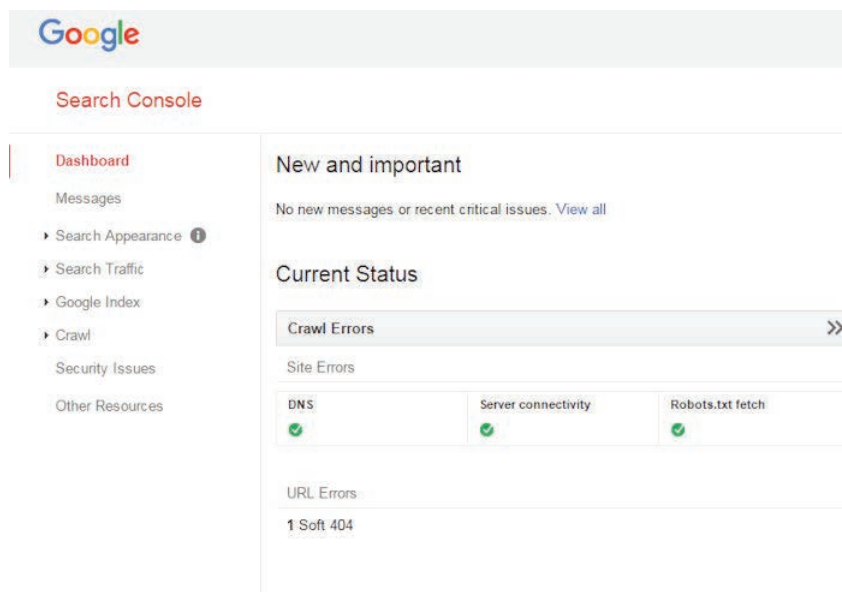 Google
Search Console
Dashboard
Messages
Search Appearance
Search Traffic
Google Index
Crawl
Security Issues
Other Resources
New and important
No new messages or recent critical issues. View all
Current Status
Crawl Errors
Site Errors
DNS Server connectivity Robots.txt fetch
URL Errors
1 Soft 404